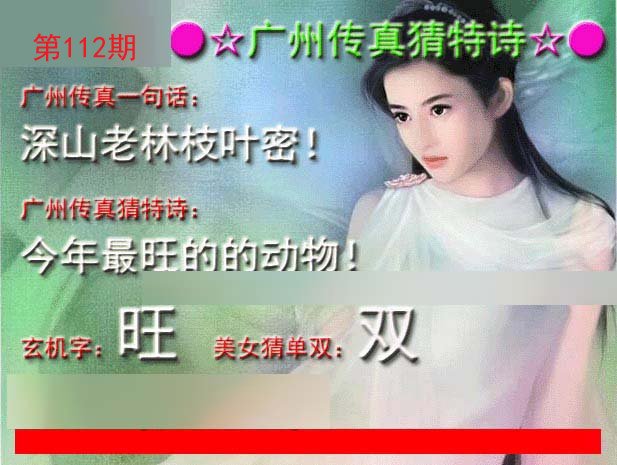 第112期 ●☆广州传真猜特诗☆●
广州传真一句话：
深山老林枝叶密！
广州传真猜特诗：
今年最旺的的动物！
玄机字：旺 美女猜单双：双